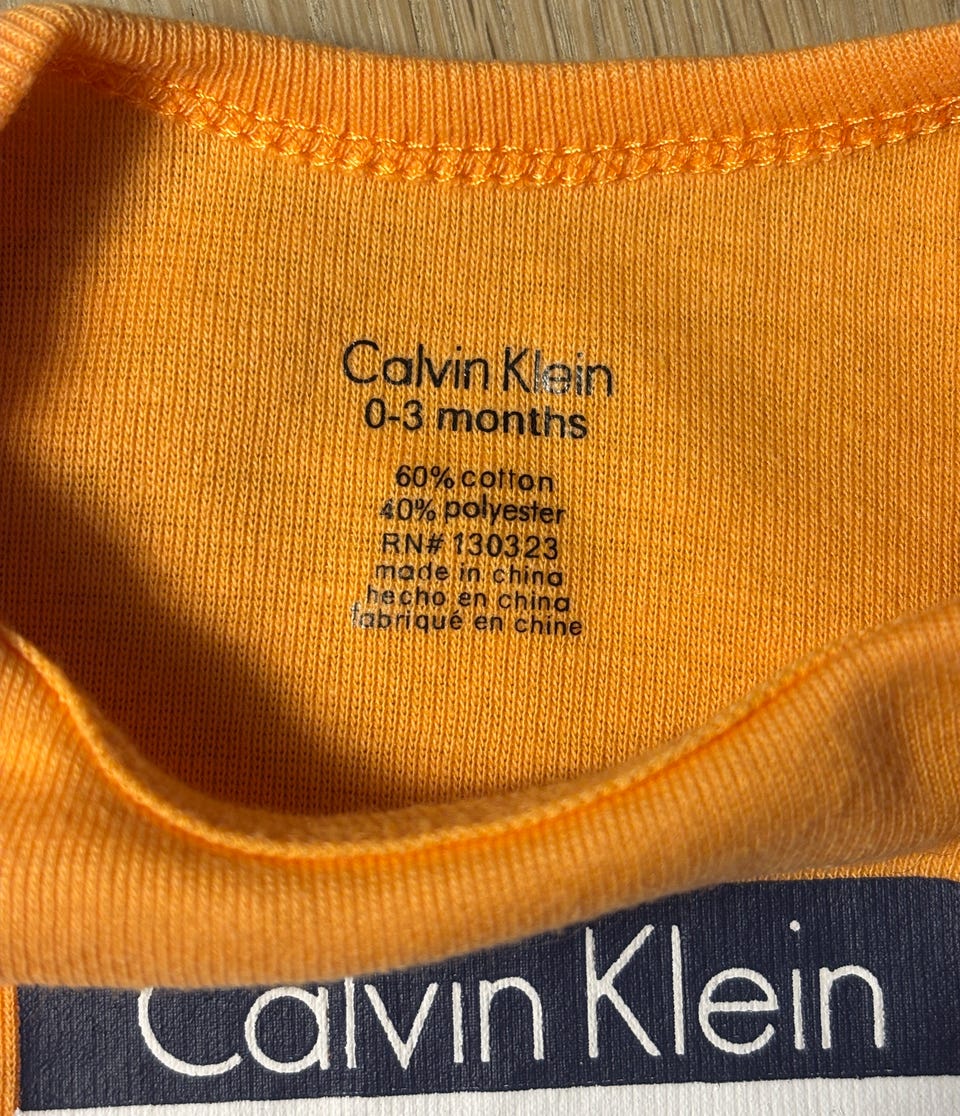 Calvin Klein
0-3 months
60% cotton
40% polyester
RN# 130323
made in china
hecho en china
fabriqué en chine
Calvin Klein